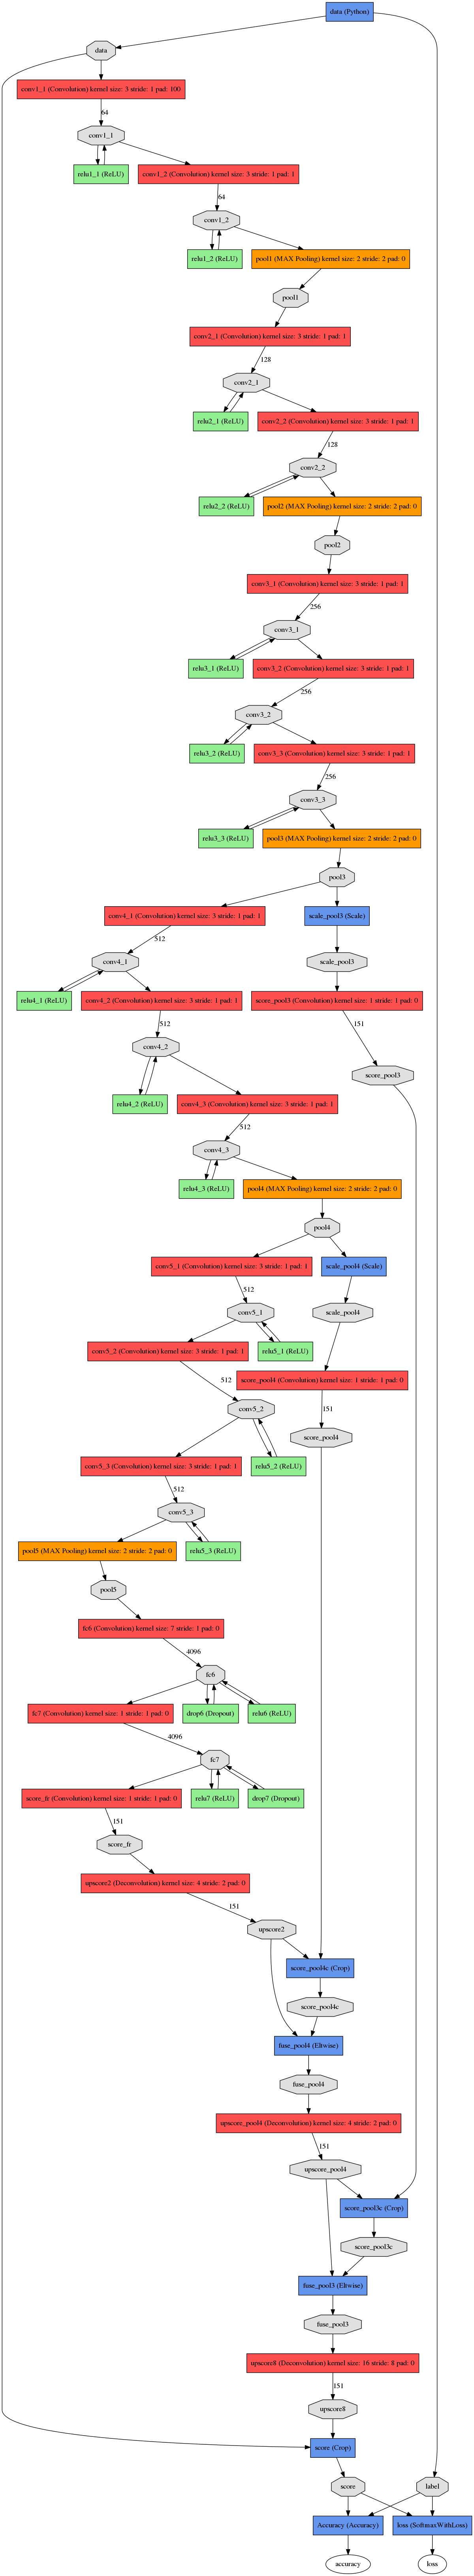 data (Python)
data
conv1_1 (Convolution) kernel size: 3 stride: 1 pad: 100
64
conv1_1
relu1_1 (ReLU)
conv1_2 (Convolution) kernel size: 3 stride: 1 pad: 1
64
conv1_2
relu1_2 (ReLU)
pool1 (MAX Pooling) kernel size: 2 stride: 2 pad: 0
pool1
conv2_1 (Convolution) kernel size: 3 stride: 1 pad: 1
128
conv2_1
relu2_1 (ReLU)
conv2_2 (Convolution) kernel size: 3 stride: 1 pad: 1
128
conv2_2
relu2_2 (ReLU)
pool2 (MAX Pooling) kernel size: 2 stride: 2 pad: 0
pool2
conv3_1 (Convolution) kernel size: 3 stride: 1 pad: 1
256
conv3_1
relu3_1 (ReLU)
conv3_2 (Convolution) kernel size: 3 stride: 1 pad: 1
256
conv3_2
relu3_2 (ReLU)
conv3_3 (Convolution) kernel size: 3 stride: 1 pad: 1
256
conv3_3
relu3_3 (ReLU)
pool3 (MAX Pooling) kernel size: 2 stride: 2 pad: 0
pool3
conv4_1 (Convolution) kernel size: 3 stride: 1 pad: 1
scale_pool3 (Scale)
512
conv4_1
scale_pool3
relu4_1 (ReLU)
conv4_2 (Convolution) kernel size: 3 stride: 1 pad: 1
score_pool3 (Convolution) kernel size: 1 stride: 1 pad: 0
512
151
conv4_2
score_pool3
relu4_2 (ReLU)
conv4_3 (Convolution) kernel size: 3 stride: 1 pad: 1
512
conv4_3
relu4_3 (ReLU)
pool4 (MAX Pooling) kernel size: 2 stride: 2 pad: 0
pool4
conv5_1 (Convolution) kernel size: 3 stride: 1 pad: 1
scale_pool4 (Scale)
512
conv5_1
scale_pool4
conv5_2 (Convolution) kernel size: 3 stride: 1 pad: 1
relu5_1 (ReLU)
score_pool4 (Convolution) kernel size: 1 stride: 1 pad: 0
512
151
conv5_2
score_pool4
conv5_3 (Convolution) kernel size: 3 stride: 1 pad: 1
relu5_2 (ReLU)
512
conv5_3
pool5 (MAX Pooling) kernel size: 2 stride: 2 pad: 0
relu5_3 (ReLU)
pool5
fc6 (Convolution) kernel size: 7 stride: 1 pad: 0
4096
fc6
fc7 (Convolution) kernel size: 1 stride: 1 pad: 0
drop6 (Dropout)
relu6 (ReLU)
4096
fc7
score_fr (Convolution) kernel size: 1 stride: 1 pad: 0
relu7 (ReLU)
drop7 (Dropout)
151
score_fr
upscore2 (Deconvolution) kernel size: 4 stride: 2 pad: 0
151
upscore2
score_pool4c (Crop)
score_pool4c
fuse_pool4 (Eltwise)
fuse_pool4
upscore_pool4 (Deconvolution) kernel size: 4 stride: 2 pad: 0
151
upscore_pool4
score_pool3c (Crop)
score_pool3c
fuse_pool3 (Eltwise)
fuse_pool3
upscore8 (Deconvolution) kernel size: 16 stride: 8 pad: 0
151
upscore8
score (Crop)
score
label
Accuracy (Accuracy)
loss (SoftmaxWithLoss)
accuracy
loss